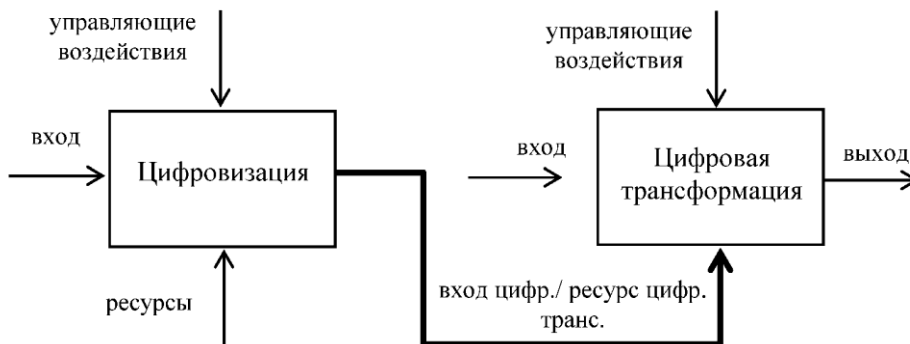 управляющие
воздействия
управляющие
воздействия
вход
Цифровизация
вход
Цифровая
трансформация
выход
ресурсы
вход цифр./ ресурс цифр.
транс.